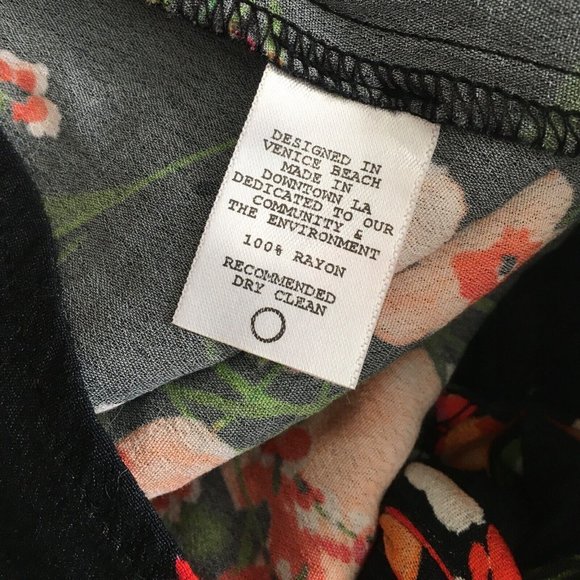 DESIGNED IN
VENICE BEACH
MADE IN
DOWNTOWN LA
DEDICATED TO OUR
COMMUNITY &
THE ENVIRONMENT
100% RAYON
RECOMMENDED
DRY CLEAN